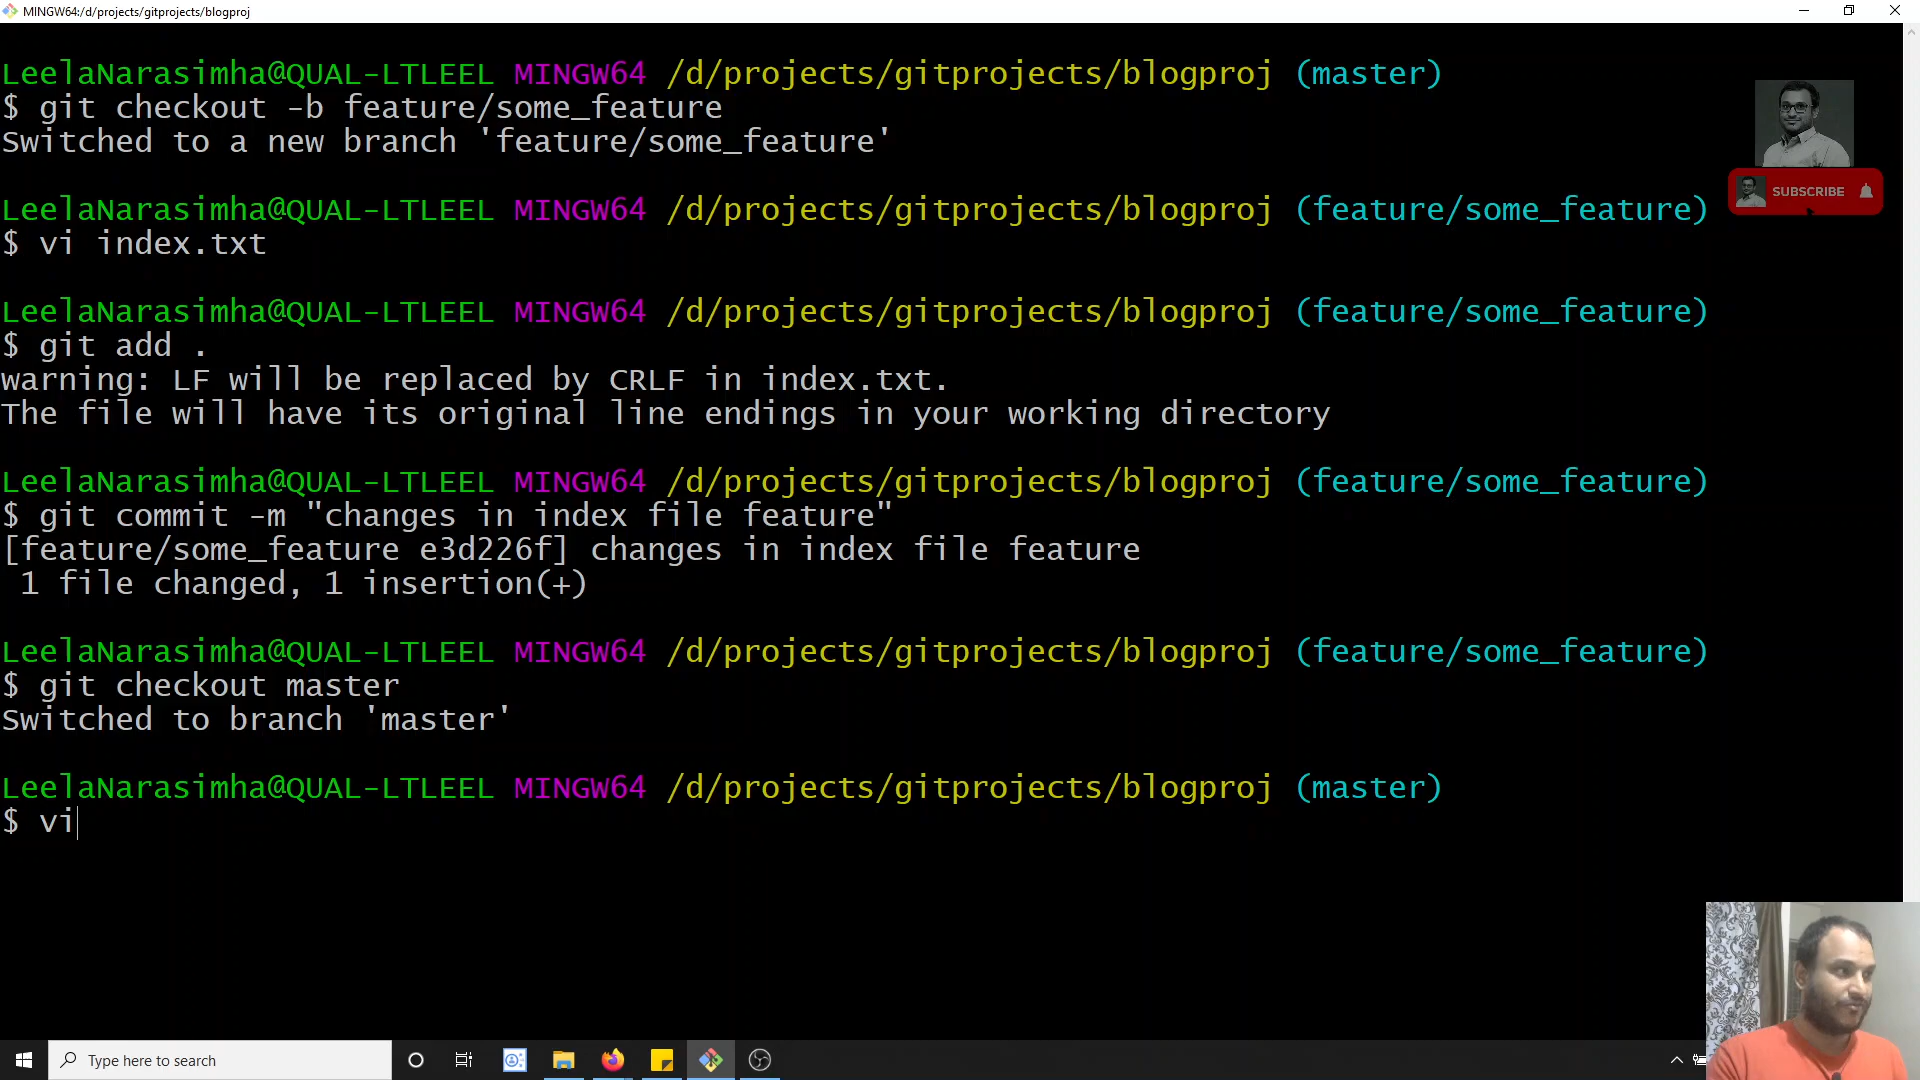 MINGW64:/d/projects/gitprojects/blogproj
LeelaNarasimha@QUAL-LTLEEL MINGW64 /d/projects/gitprojects/blogproj (master)
$ git checkout -b feature/some_feature
Switched to a new branch 'feature/some_feature'
SUBSCRIBE
LeelaNarasimha@QUAL-LTLEEL MINGW64 /d/projects/gitprojects/blogproj (feature/some_feature)
$ vi index.txt
LeelaNarasimha@QUAL-LTLEEL MINGW64 /d/projects/gitprojects/blogproj (feature/some_feature)
$ git add .
warning: LF will be replaced by CRLF in index.txt.
The file will have its original line endings in your working directory
LeelaNarasimha@QUAL-LTLEEL MINGW64 /d/projects/gitprojects/blogproj (feature/some_feature)
$ git commit -m "changes in index file feature"
[feature/some_feature e3d226f] changes in index file feature
 1 file changed, 1 insertion(+)
LeelaNarasimha@QUAL-LTLEEL MINGW64 /d/projects/gitprojects/blogproj (feature/some_feature)
$ git checkout master
Switched to branch 'master'
LeelaNarasimha@QUAL-LTLEEL MINGW64 /d/projects/gitprojects/blogproj (master)
$ vi
Type here to search